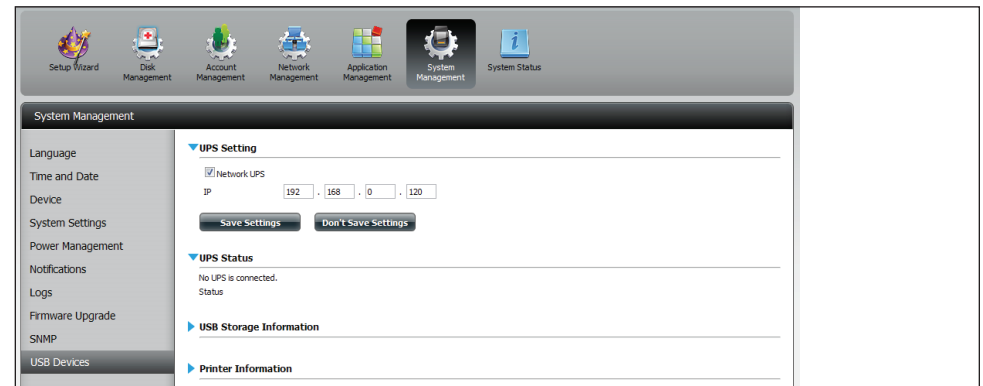 Setup Wizard
Disk Management
Account Management
Network Management
Application Management
System Management
System Status
System Management
Language
Time and Date
Device
System Settings
Power Management
Notifications
Logs
Firmware Upgrade
SNMP
USB Devices
UPS Setting
Network UPS
IP 192 . 168 . 0 . 120
Save Settings Don't Save Settings
UPS Status
No UPS is connected.
Status
USB Storage Information
Printer Information